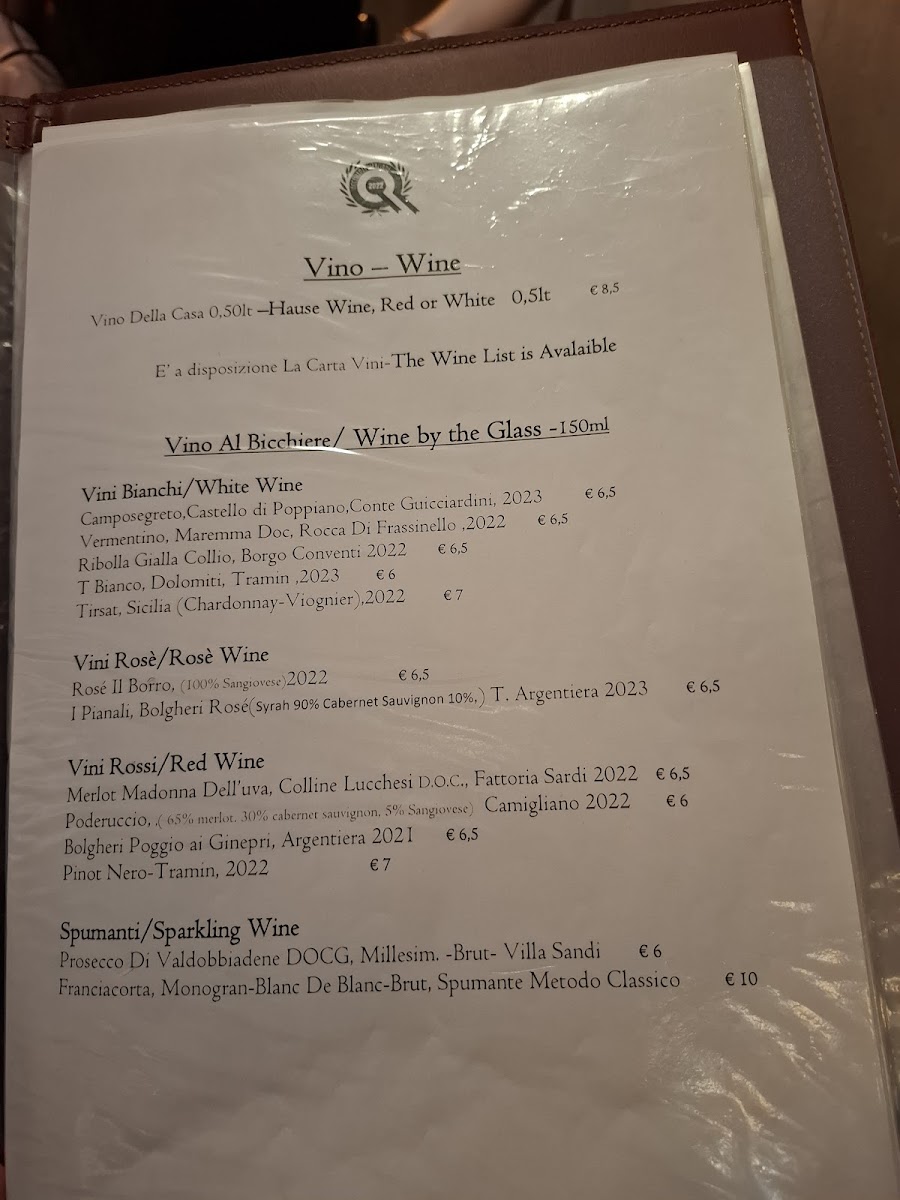 2022
Vino – Wine
Vino Della Casa 0,50lt –Hause Wine, Red or White 0,5lt € 8,5
E' a disposizione La Carta Vini-The Wine List is Avalaible
Vino Al Bicchiere/ Wine by the Glass -150ml
Vini Bianchi/White Wine
Camposegreto,Castello di Poppiano,Conte Guicciardini, 2023 € 6,5
Vermentino, Maremma Doc, Rocca Di Frassinello ,2022 € 6,5
Ribolla Gialla Collio, Borgo Conventi 2022 € 6,5
T Bianco, Dolomiti, Tramin ,2023 € 6
Tirsat, Sicilia (Chardonnay-Viognier),2022 € 7
Vini Rosè/Rosè Wine
Rosé Il Borro, (100% Sangiovese)2022 € 6,5
I Pianali, Bolgheri Rosé(Syrah 90% Cabernet Sauvignon 10%,) T. Argentiera 2023 € 6,5
Vini Rossi/Red Wine
Merlot Madonna Dell'uva, Colline Lucchesi D.O.C., Fattoria Sardi 2022 € 6,5
Poderuccio, ,( 65% merlot. 30% cabernet sauvignon, 5% Sangiovese) Camigliano 2022 € 6
Bolgheri Poggio ai Ginepri, Argentiera 2021 € 6,5
Pinot Nero-Tramin, 2022 € 7
Spumanti/Sparkling Wine
Prosecco Di Valdobbiadene DOCG, Millesim. -Brut- Villa Sandi € 6
Franciacorta, Monogran-Blanc De Blanc-Brut, Spumante Metodo Classico € 10